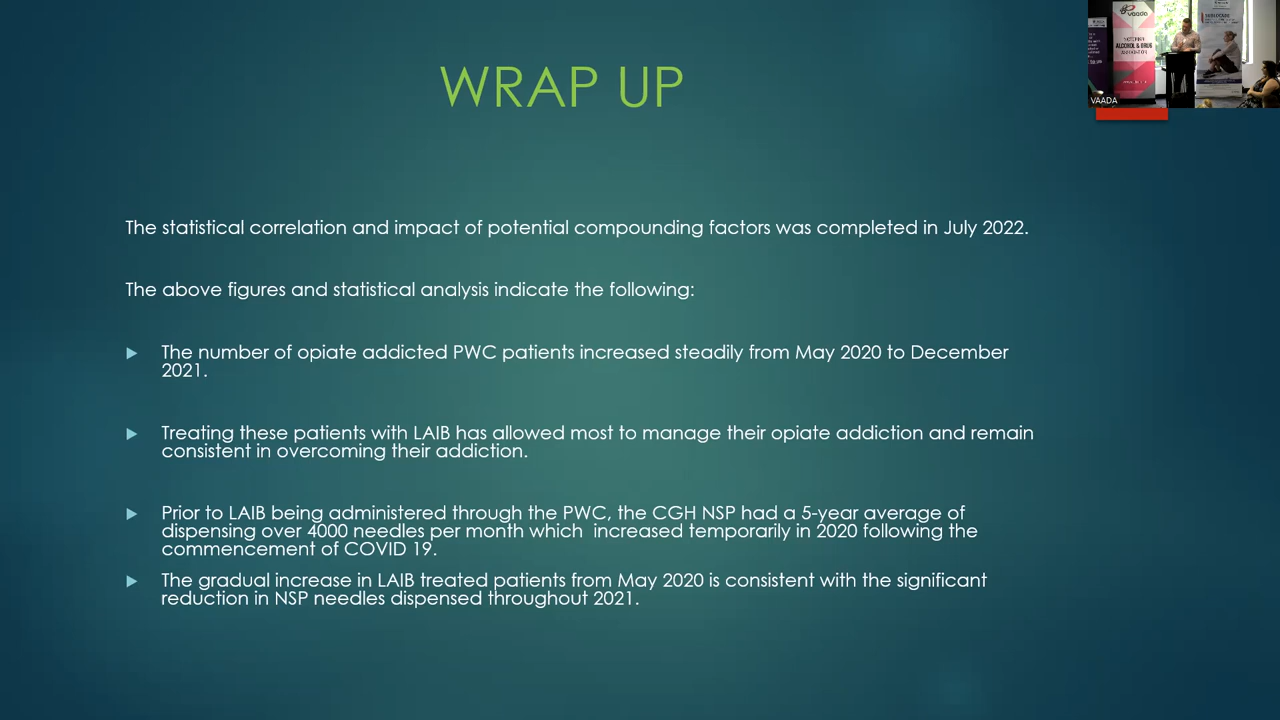 WRAP UP
The statistical correlation and impact of potential compounding factors was completed in July 2022.
The above figures and statistical analysis indicate the following:
The number of opiate addicted PWC patients increased steadily from May 2020 to December
2021.
Treating these patients with LAIB has allowed most to manage their opiate addiction and remain
consistent in overcoming their addiction.
Prior to LAIB being administered through the PWC, the CGH NSP had a 5-year average of
dispensing over 4000 needles per month which  increased temporarily in 2020 following the
commencement of COVID 19.
The gradual increase in LAIB treated patients from May 2020 is consistent with the significant
reduction in NSP needles dispensed throughout 2021.
vaada
ALCOHOL & DRUG
VAADA